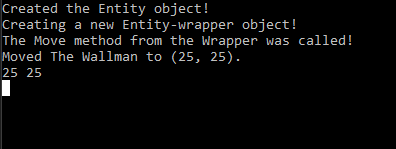 Created the Entity object!
Creating a new Entity-wrapper object!
The Move method from the Wrapper was called!
Moved The Wallman to (25, 25).
25 25